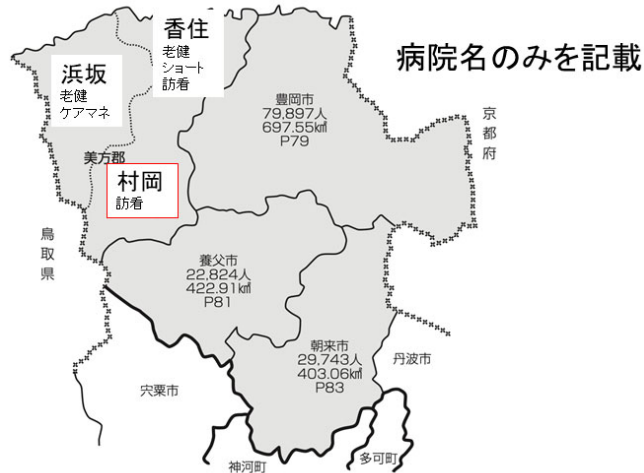 病院名のみを記載
香住
老健
ショート
訪看
浜坂
老健
ケアマネ
豊岡市
79,897人
697.55㎢
P79
京都府
美方郡
村岡
訪看
鳥取県
養父市
22,824人
422.91㎢
P81
朝来市
29,743人
403.06㎢
P83
丹波市
宍粟市
神河町
多可町